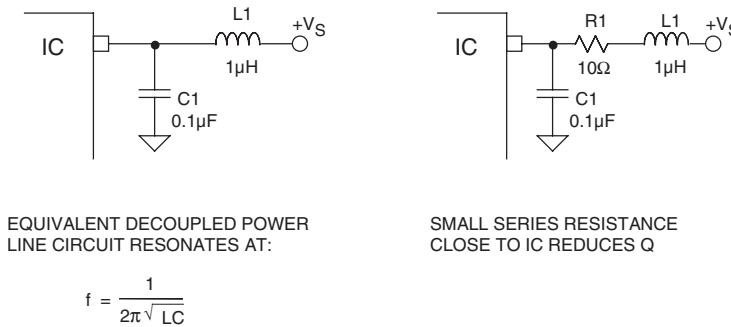 L1
+VS
IC
1µH
C1
0.1µF
EQUIVALENT DECOUPLED POWER
LINE CIRCUIT RESONATES AT:
f = 1 / 2π√LC
R1
L1
+VS
IC
10Ω
1µH
C1
0.1µF
SMALL SERIES RESISTANCE
CLOSE TO IC REDUCES Q